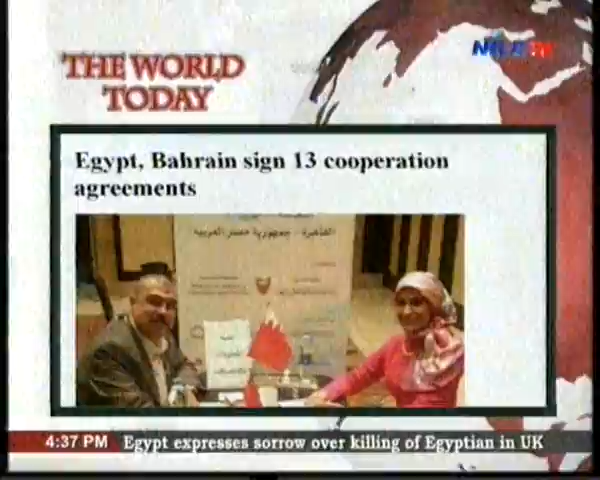 THE WORLD
TODAY
NILE TV
Egypt, Bahrain sign 13 cooperation
agreements
القاهرة - جمهورية مصر العربية
4:37 PM Egypt expresses sorrow over killing of Egyptian in UK